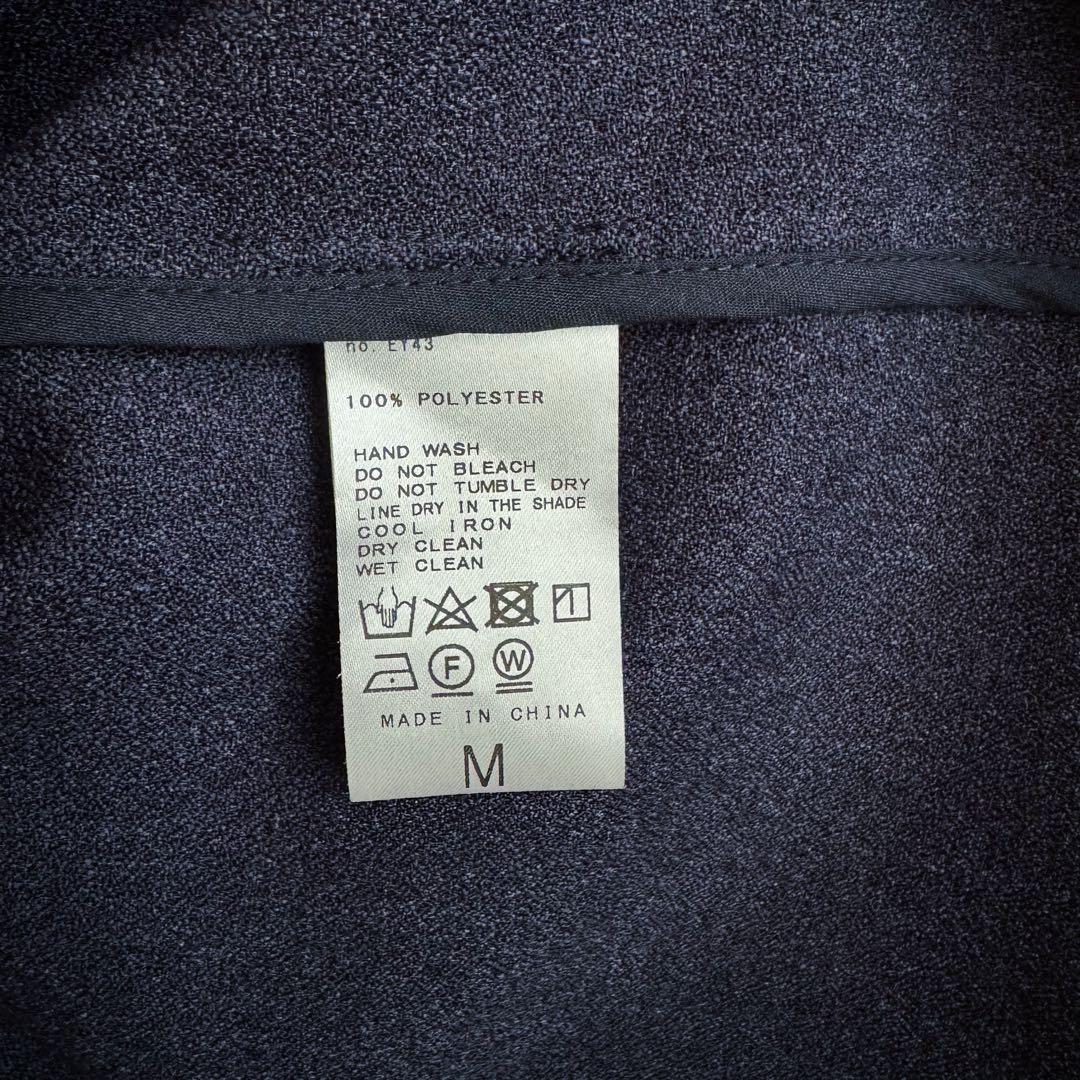 no. EY43
100% POLYESTER
HAND WASH
DO NOT BLEACH
DO NOT TUMBLE DRY
LINE DRY IN THE SHADE
COOL IRON
DRY CLEAN
WET CLEAN
F W
MADE IN CHINA
M